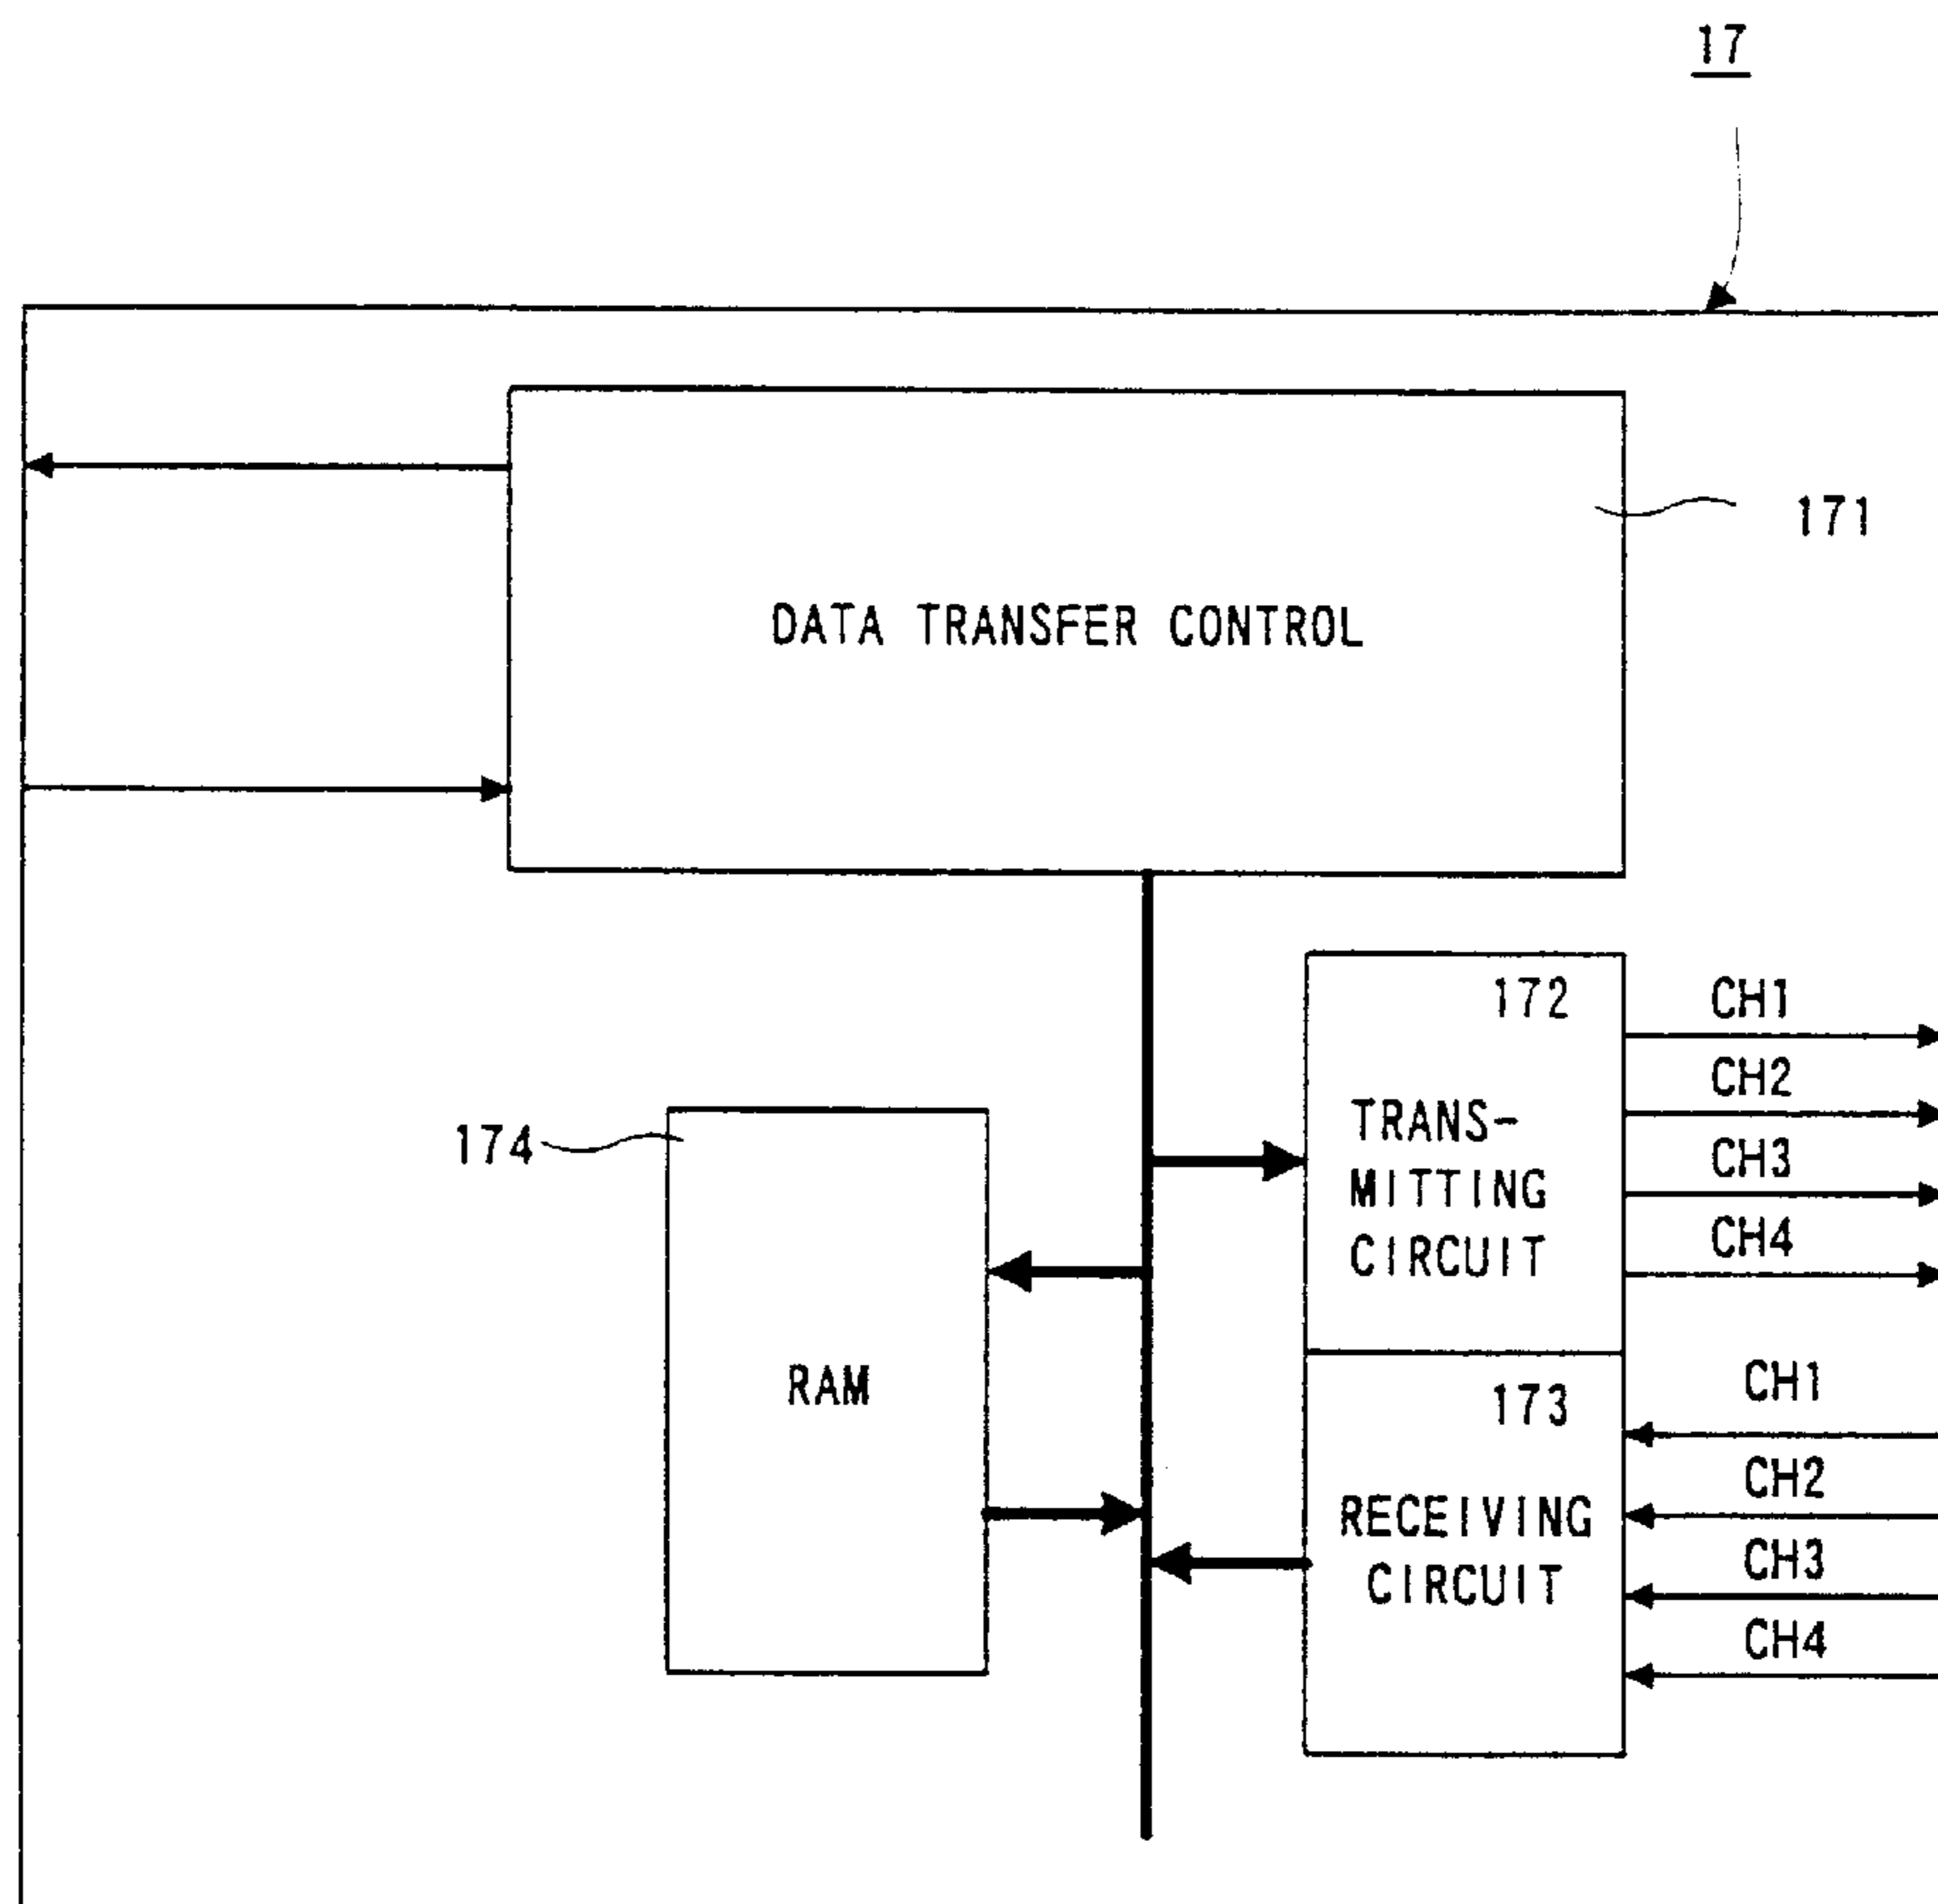 17
171
DATA TRANSFER CONTROL
172
CH1
CH2
CH3
CH4
TRANS-
MITTING
CIRCUIT
174
RAM
173
CH1
CH2
CH3
CH4
RECEIVING
CIRCUIT